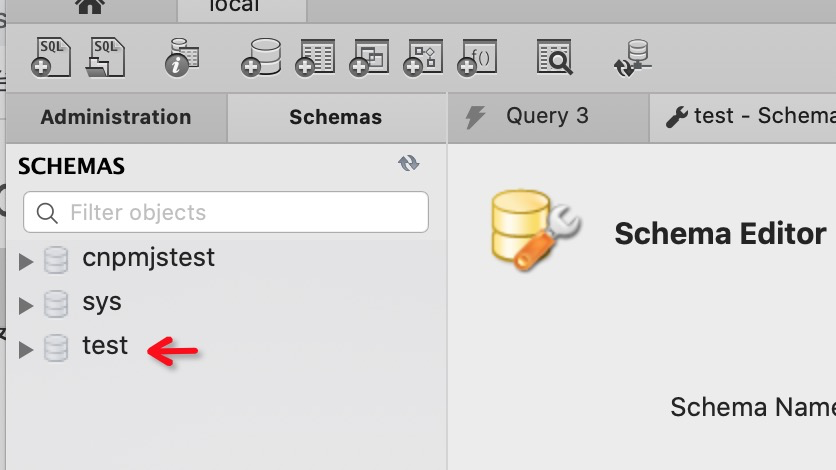 local
SQL
SQL
f()
Administration
Schemas
Query 3
test - Schema
SCHEMAS
Filter objects
cnpmjstest
sys
test
Schema Editor
Schema Name